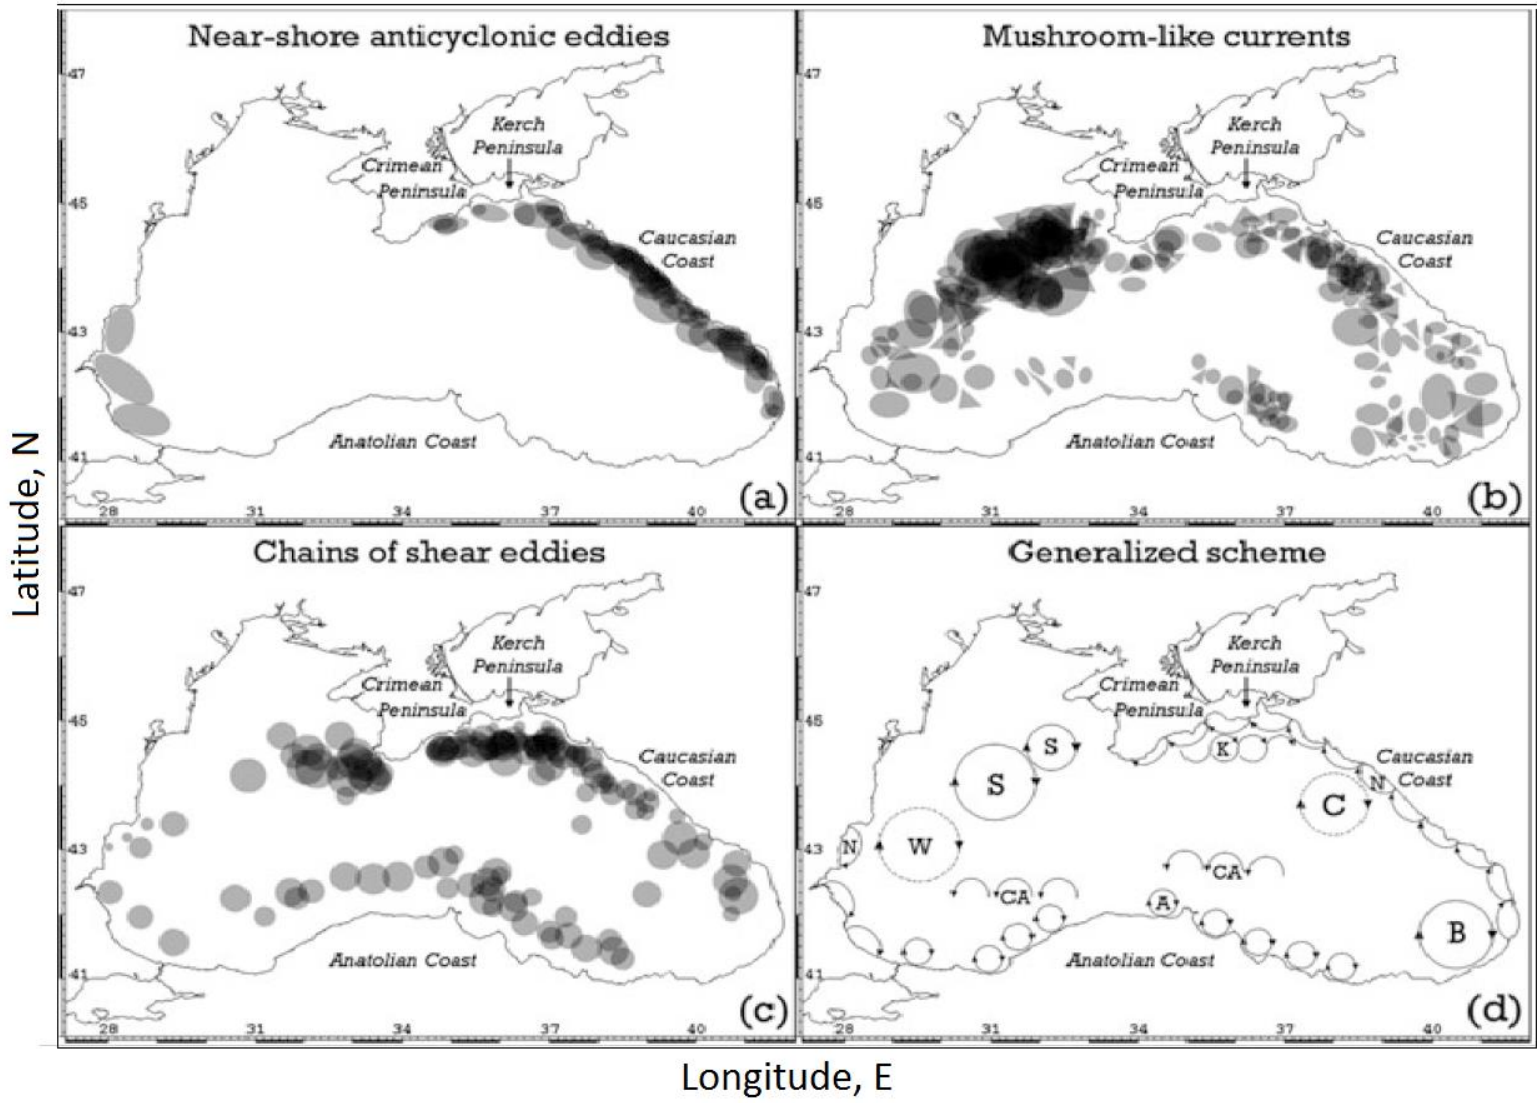 Near-shore anticyclonic eddies
47
Kerch
Peninsula
Crimean
Peninsula
45
Caucasian
Coast
43
Anatolian Coast
41
(a)
28 31 34 37 40
Mushroom-like currents
47
Kerch
Peninsula
Crimean
Peninsula
45
Caucasian
Coast
43
Anatolian Coast
41
(b)
28 31 34 37 40
Latitude, N
Chains of shear eddies
47
Kerch
Peninsula
Crimean
Peninsula
45
Caucasian
Coast
43
Anatolian Coast
41
(c)
28 31 34 37 40
Generalized scheme
47
Kerch
Peninsula
Crimean
Peninsula
45
S K
Caucasian
Coast
S N
C
43
N W
CA
CA A
B
Anatolian Coast
41
(d)
28 31 34 37 40
Longitude, E